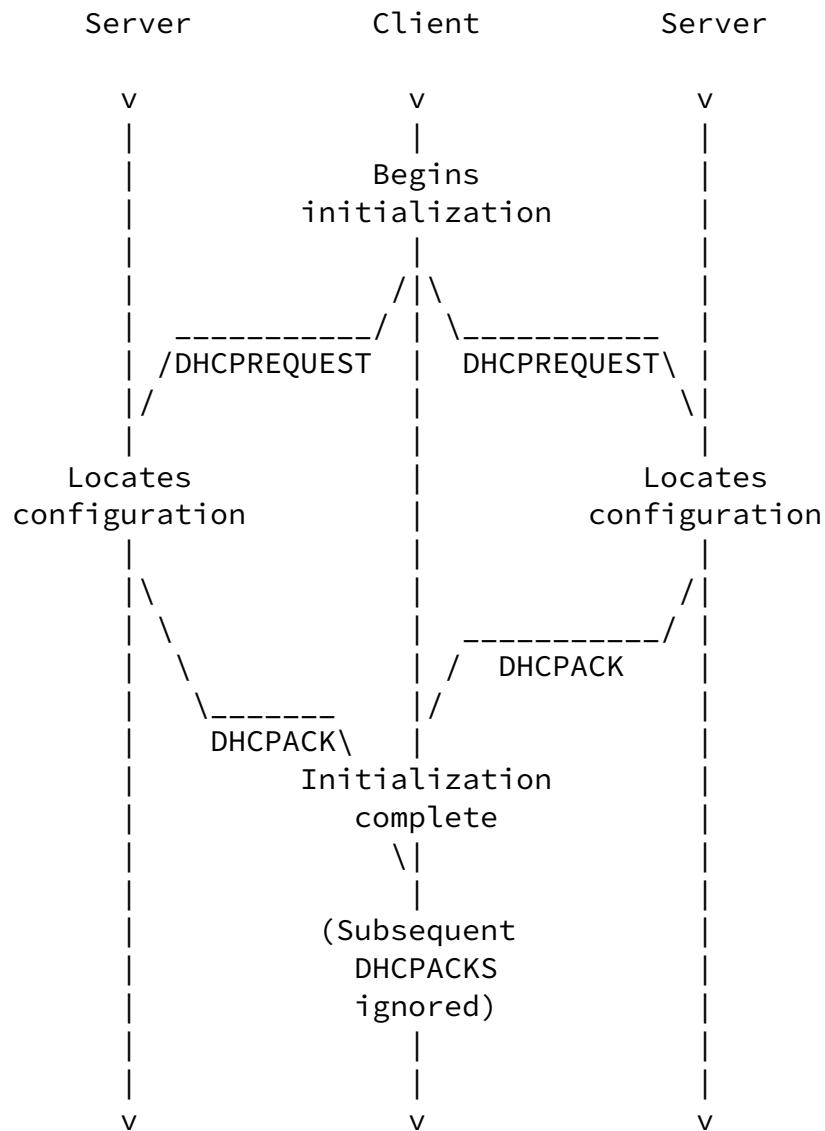 Server Client Server
v v v
Begins
initialization
DHCPREQUEST DHCPREQUEST
Locates Locates
configuration configuration
DHCPACK
DHCPACK
Initialization
complete
(Subsequent
DHCPACKS
ignored)
v v v